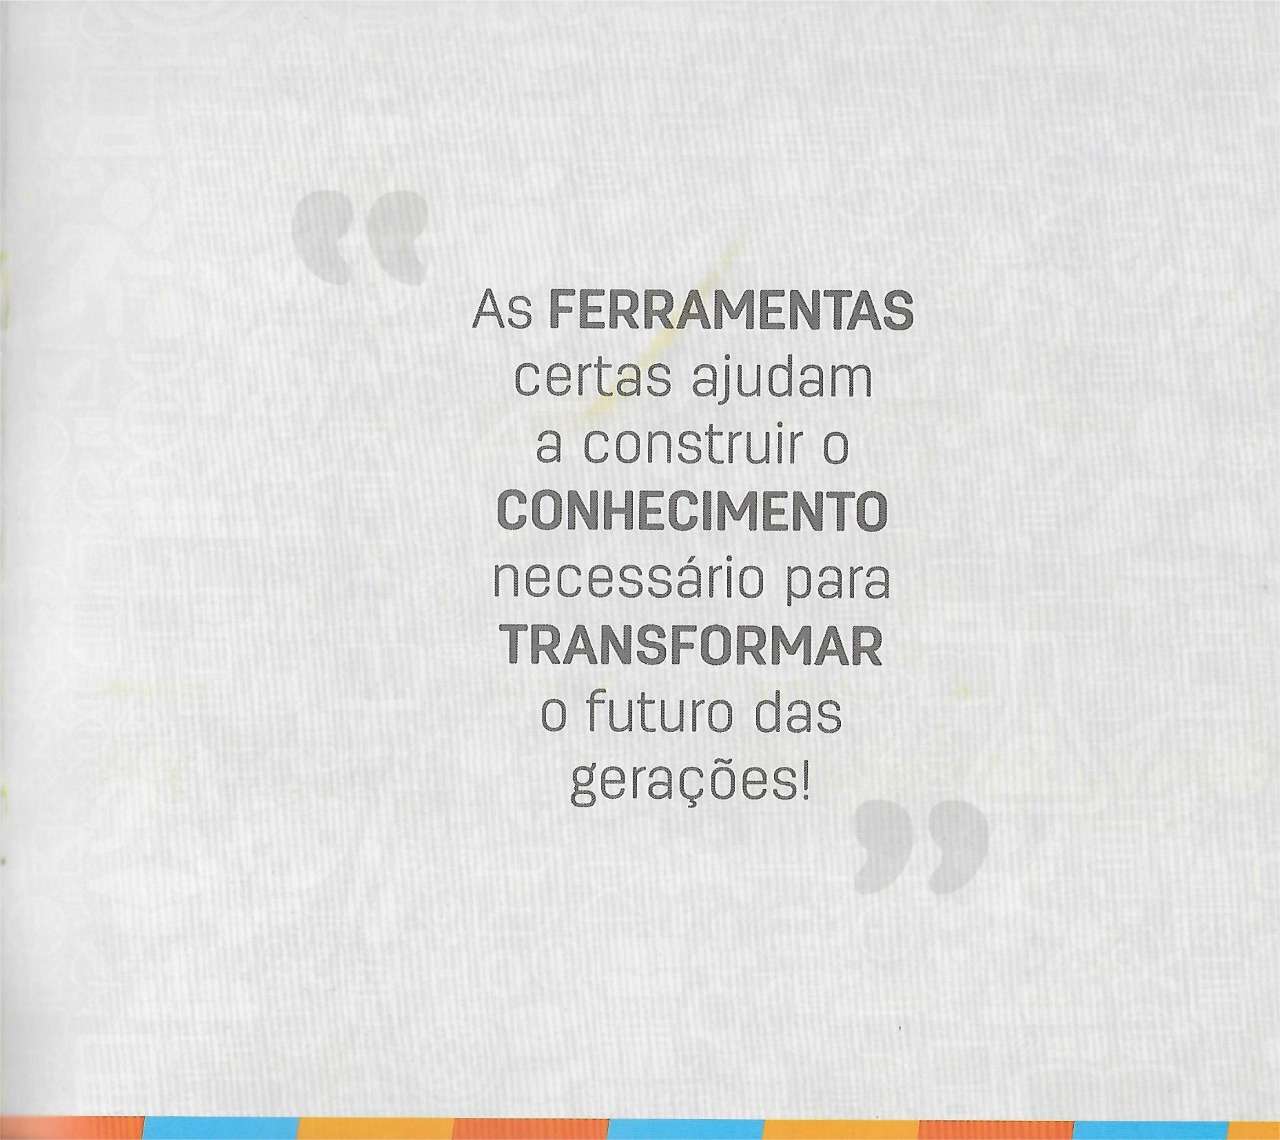 As FERRAMENTAS
certas ajudam
a construir o
CONHECIMENTO
necessário para
TRANSFORMAR
o futuro das
gerações!